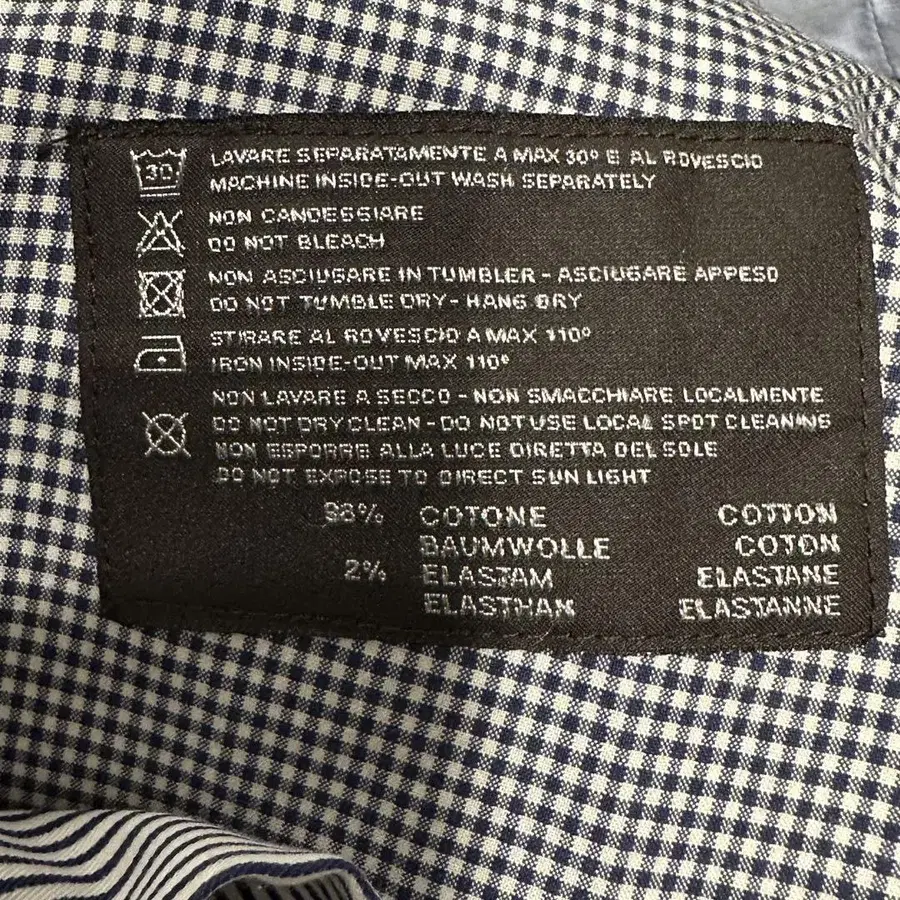 30
LAVARE SEPARATAMENTE A MAX 30° E AL ROVESCIO
MACHINE INSIDE-OUT WASH SEPARATELY
NON CANDESSIARE
DO NOT BLEACH
NON ASCIUGARE IN TUMBLER - ASCIUGARE APPESO
DO NOT TUMBLE DRY - HANG DRY
STIRARE AL ROVESCIO A MAX 110°
IRON INSIDE-OUT MAX 110°
NON LAVARE A SECCO - NON SMACCHIARE LOCALMENTE
DO NOT DRY CLEAN - DO NOT USE LOCAL SPOT CLEANING
NON ESPORRE ALLA LUCE DIRETTA DEL SOLE
DO NOT EXPOSE TO DIRECT SUN LIGHT
98% COTONE COTTON
BAUMWOLLE COTON
2% ELASTAM ELASTANE
ELASTHAN ELASTANNE